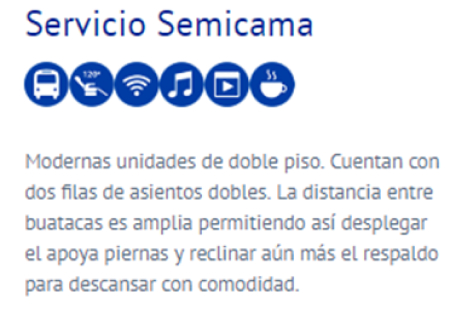 Servicio Semicama
120°
Modernas unidades de doble piso. Cuentan con
dos filas de asientos dobles. La distancia entre
buatacas es amplia permitiendo así desplegar
el apoya piernas y reclinar aún más el respaldo
para descansar con comodidad.